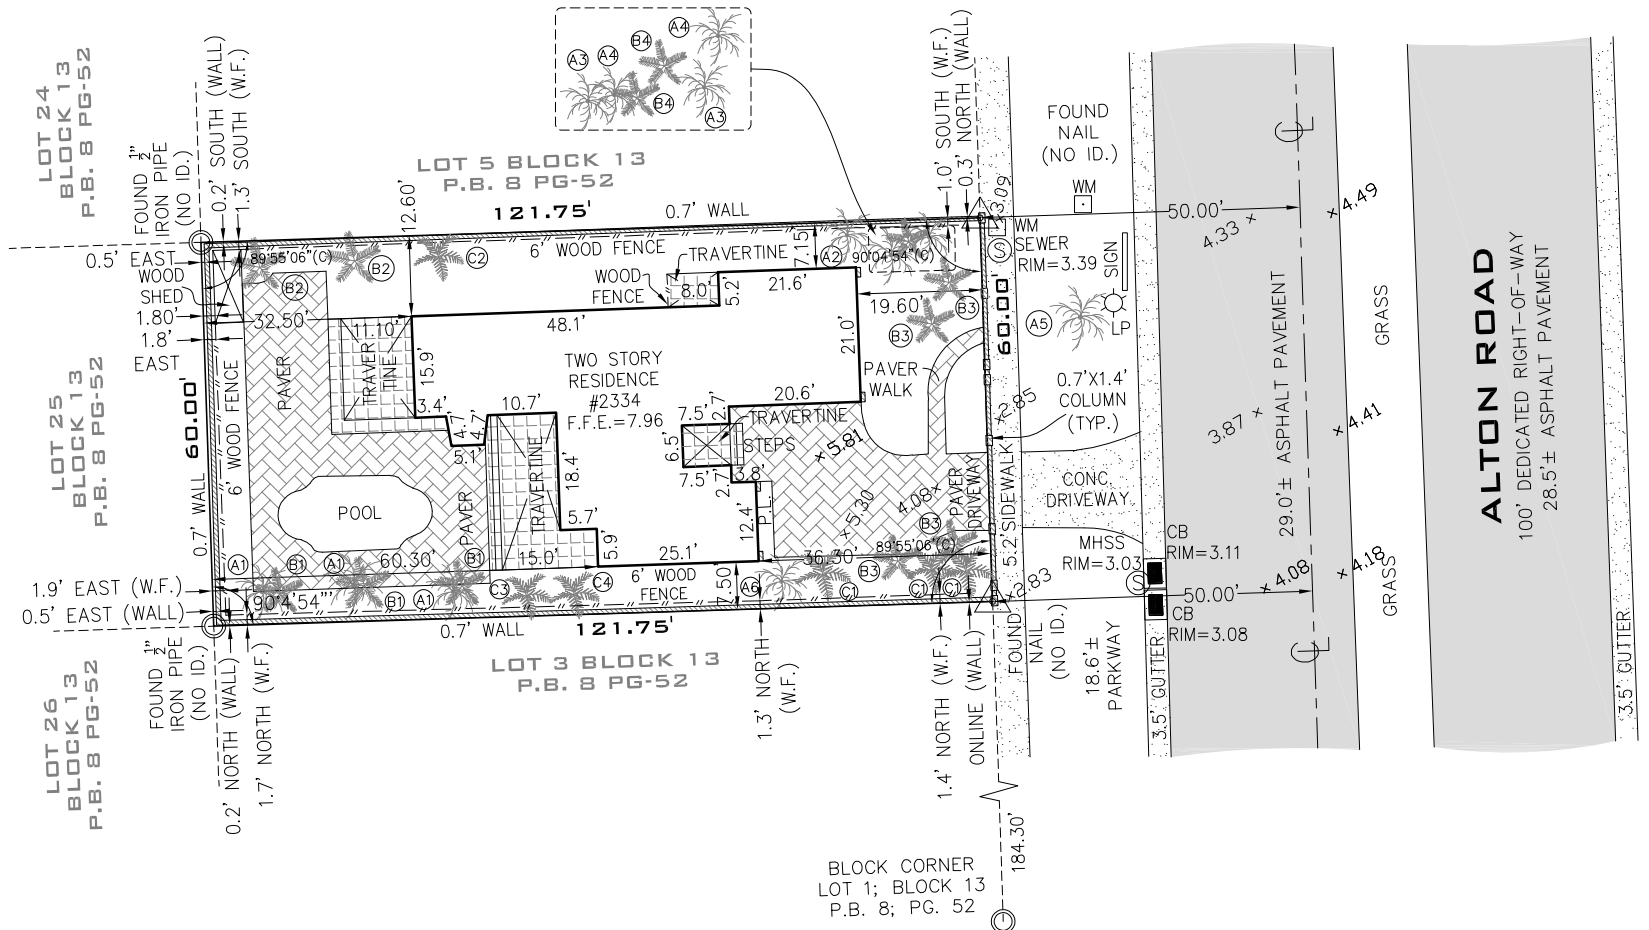 LOT 24
BLOCK 13
P.B. 8 PG-52
FOUND 1/2"
IRON PIPE
(NO ID.)
0.2' SOUTH (WALL)
1.3' SOUTH (W.F.)
A3
A4
B4
A4
B4
A3
LOT 5 BLOCK 13
P.B. 8 PG-52
121.75'
0.7' WALL
12.60'
6' WOOD FENCE
1.0' SOUTH (W.F.)
0.3' NORTH (WALL)
3.09
FOUND
NAIL
(NO ID.)
WM
WM
S
SEWER
RIM=3.39
SIGN
LP
A5
50.00'
4.33
4.49
0.5' EAST
WOOD
SHED
1.80'
1.8'
EAST
89°55'06"(C)
B2
B2
C2
32.50'
11.10'
TRAVERTINE
WOOD
FENCE
8.0'
5.2'
7.15
A2
90°04'54"(C)
21.6'
19.60'
B3
B3
48.1'
21.0'
60.00'
LOT 25
BLOCK 13
P.B. 8 PG-52
60.00'
6' WOOD FENCE
0.7' WALL
PAVER
TRAVER
TINE
15.9'
3.4'
4.7'
4.7'
5.1'
10.7'
TWO STORY
RESIDENCE
#2334
F.F.E.=7.96
PAVER
WALK
20.6'
7.5'
2.7'
TRAVERTINE
STEPS
6.5'
7.5'
2.7'
3.8'
5.81
2.85
0.7'X1.4'
COLUMN
(TYP.)
3.87
4.41
29.0'± ASPHALT PAVEMENT
GRASS
ALTON ROAD
100' DEDICATED RIGHT-OF-WAY
28.5'± ASPHALT PAVEMENT
POOL
PAVER
TRAVERTINE
18.4'
5.7'
5.9'
15.0'
25.1'
12.4'
P.L.
5.30
4.08
PAVER
DRIVEWAY
5.2'SIDEWALK
CONC.
DRIVEWAY
CB
RIM=3.11
MHSS
RIM=3.03
S
A1
B1
A1
60.30'
B1
36.30'
89°55'06"(C)
B3
B3
1.9' EAST (W.F.)
0.5' EAST (WALL)
90°4'54"'
B1
A1
C3
C4
6' WOOD
FENCE
7.50
A6
C1
C1
C1
2.83
50.00'
4.08
4.18
GRASS
CB
RIM=3.08
0.7' WALL
121.75'
LOT 3 BLOCK 13
P.B. 8 PG-52
LOT 26
BLOCK 13
P.B. 8 PG-52
FOUND 1/2"
IRON PIPE
(NO ID.)
0.2' NORTH (WALL)
1.7' NORTH (W.F.)
1.3' NORTH
(W.F.)
1.4' NORTH (W.F.)
ONLINE (WALL)
FOUND
NAIL
(NO ID.)
18.6'±
PARKWAY
3.5' GUTTER
3.5' GUTTER
184.30'
BLOCK CORNER
LOT 1; BLOCK 13
P.B. 8; PG. 52